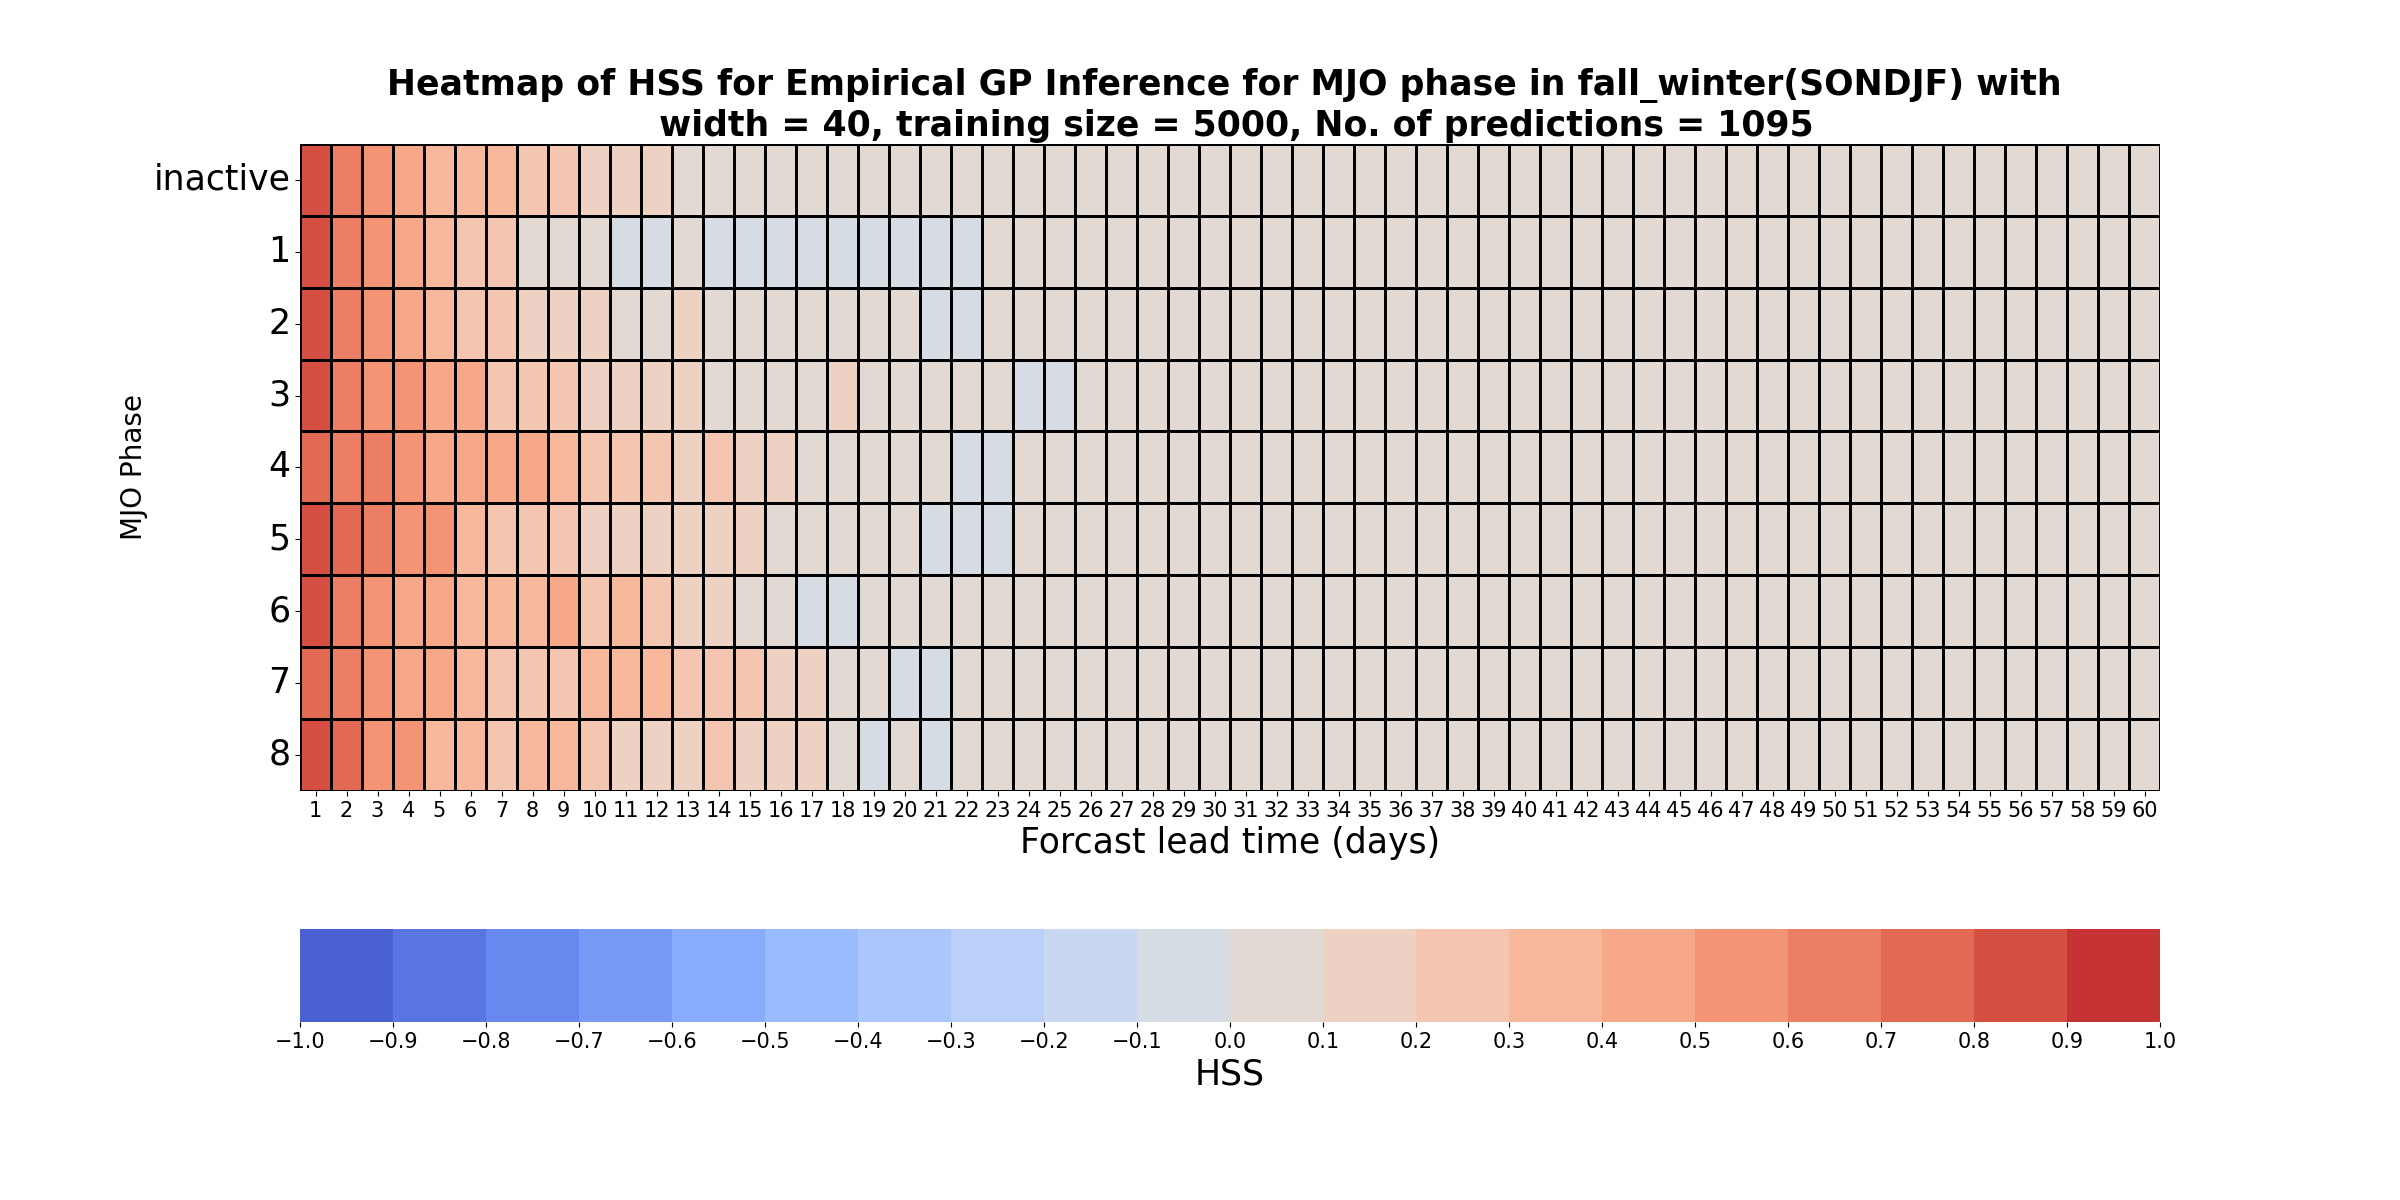 Heatmap of HSS for Empirical GP Inference for MJO phase in fall_winter(SONDJF) with
width = 40, training size = 5000, No. of predictions = 1095
MJO Phase
inactive
1
2
3
4
5
6
7
8
1 2 3 4 5 6 7 8 9 10 11 12 13 14 15 16 17 18 19 20 21 22 23 24 25 26 27 28 29 30 31 32 33 34 35 36 37 38 39 40 41 42 43 44 45 46 47 48 49 50 51 52 53 54 55 56 57 58 59 60
Forcast lead time (days)
−1.0 −0.9 −0.8 −0.7 −0.6 −0.5 −0.4 −0.3 −0.2 −0.1 0.0 0.1 0.2 0.3 0.4 0.5 0.6 0.7 0.8 0.9 1.0
HSS